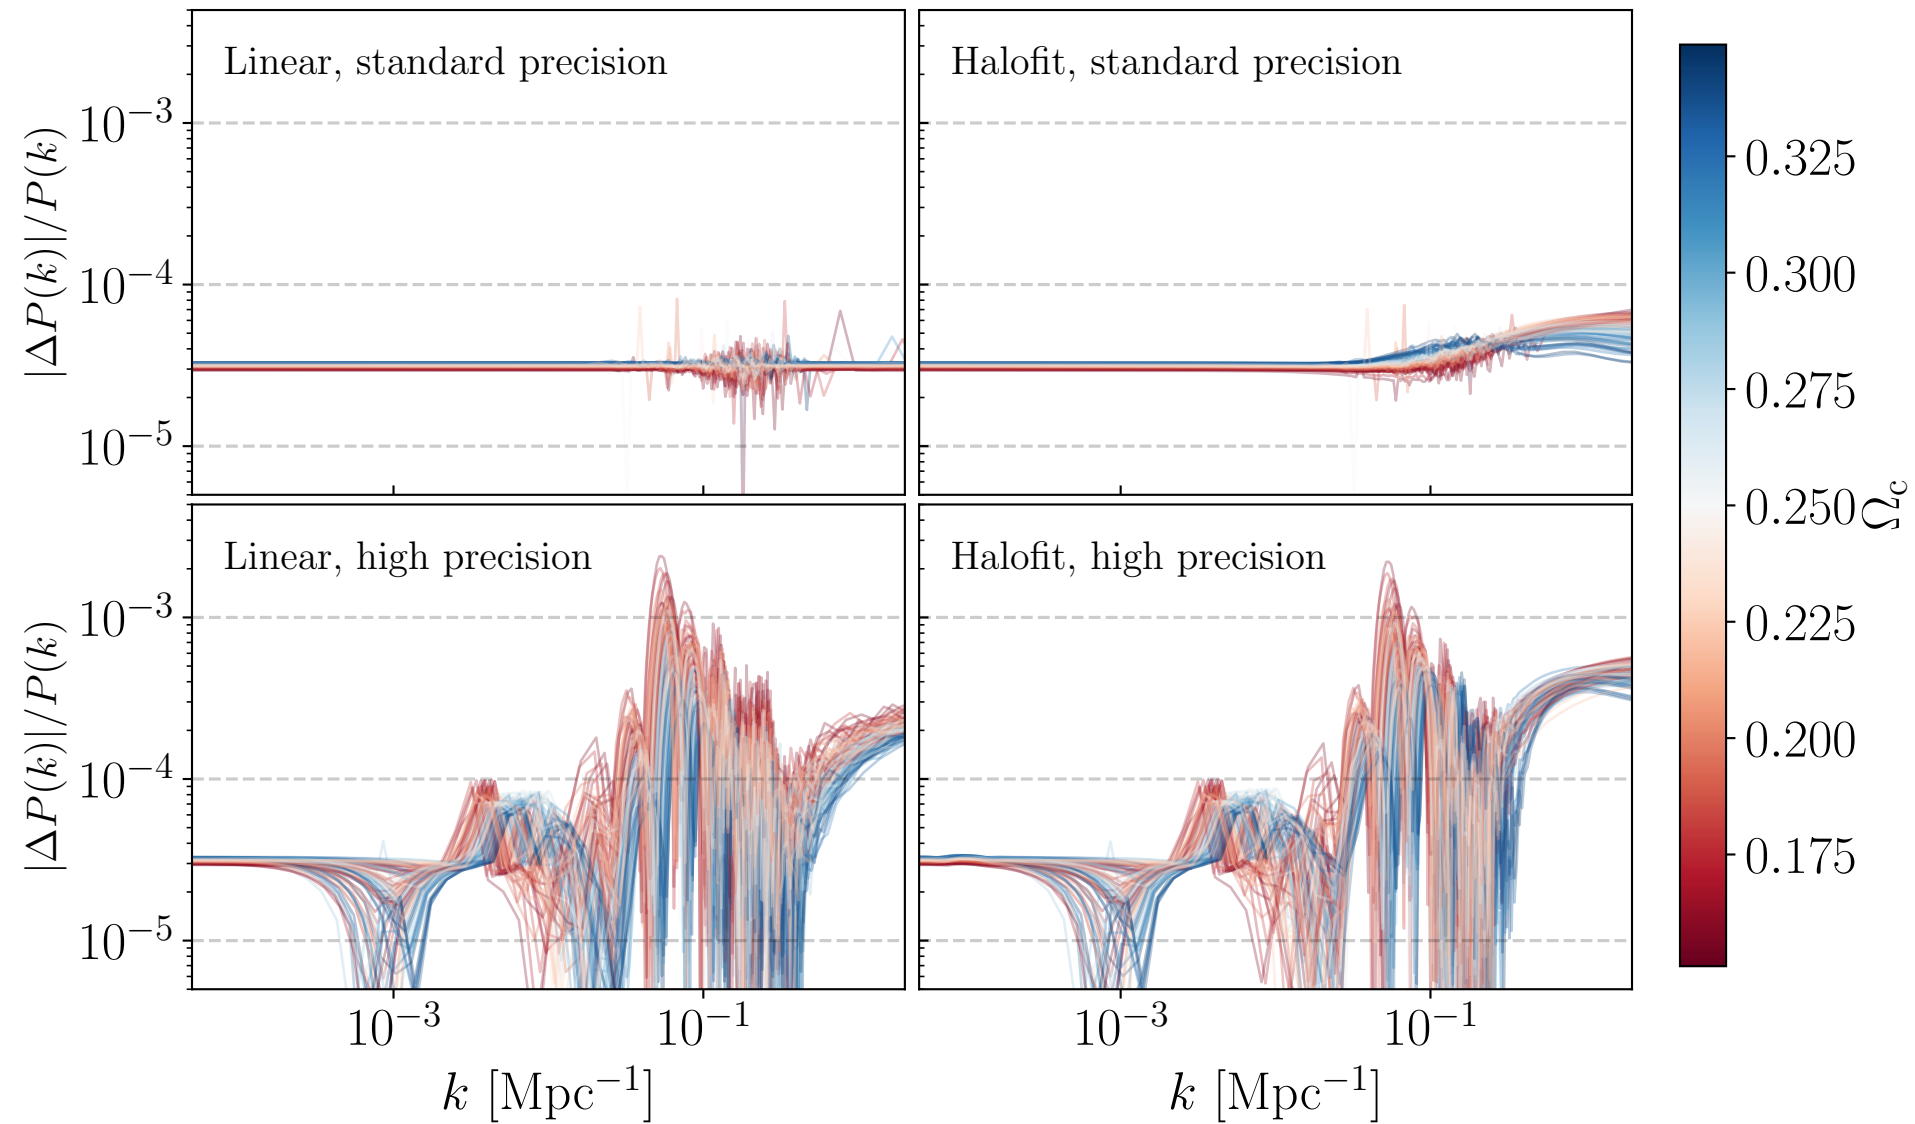 Linear, standard precision
Halofit, standard precision
10⁻³
10⁻⁴
10⁻⁵
|ΔP(k)|/P(k)
Linear, high precision
Halofit, high precision
10⁻³
10⁻⁴
10⁻⁵
|ΔP(k)|/P(k)
10⁻³ 10⁻¹
10⁻³ 10⁻¹
k [Mpc⁻¹]
k [Mpc⁻¹]
0.325
0.300
0.275
0.250
0.225
0.200
0.175
Ω_c